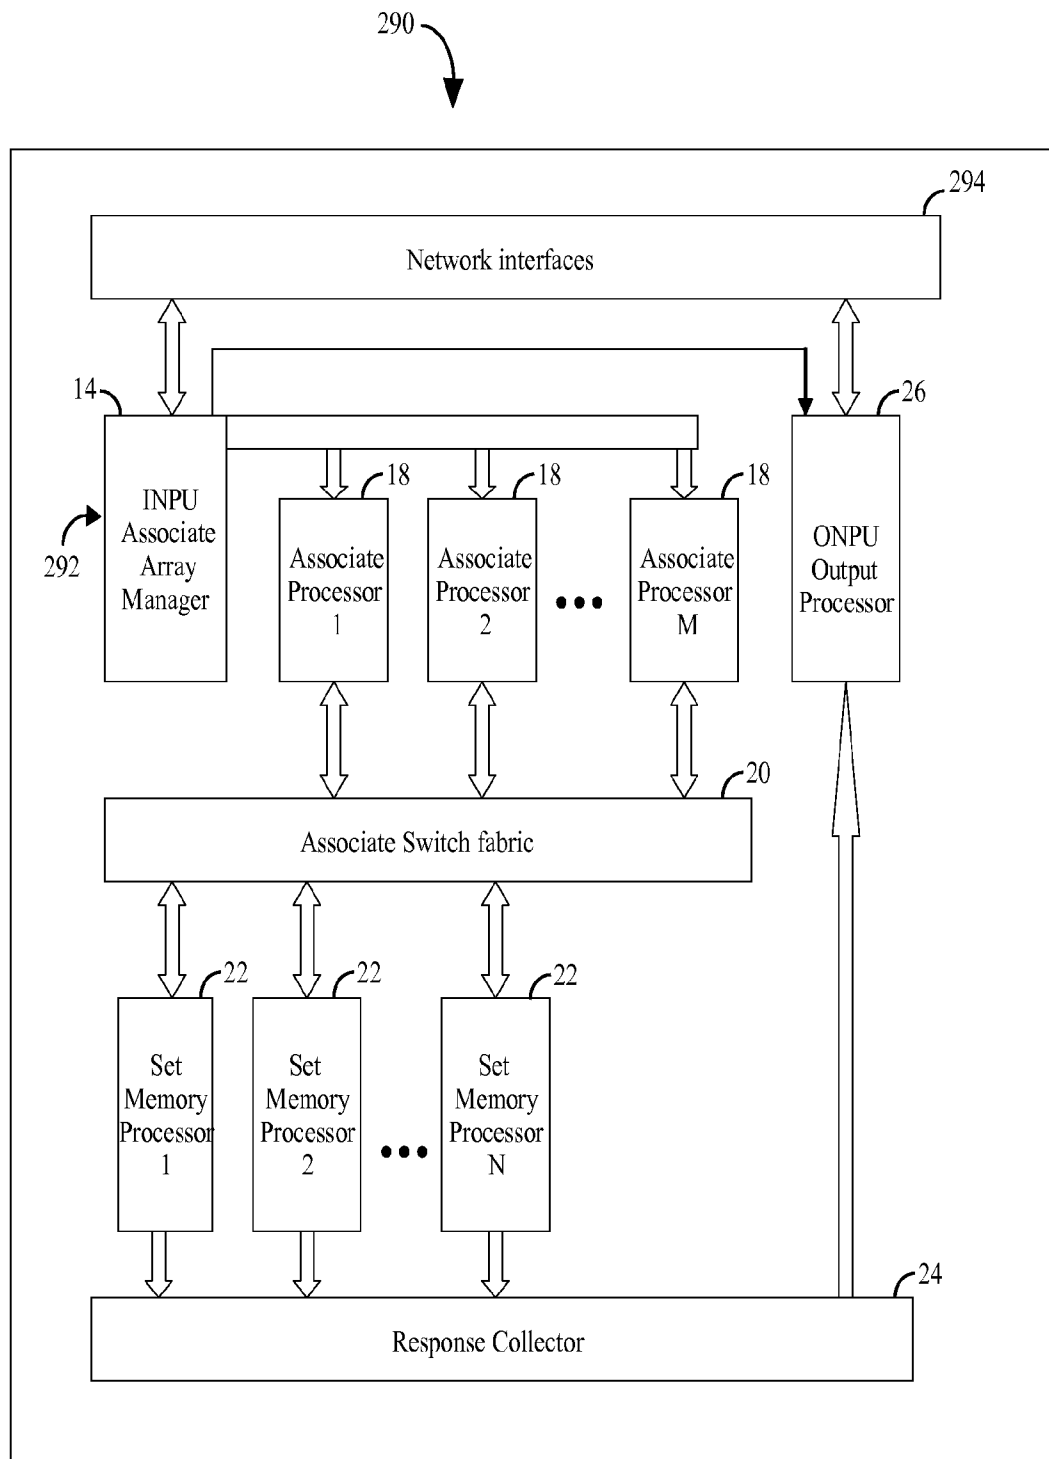 290
294
Network interfaces
14
26
18
18
18
INPU
Associate
Array
Manager
292
Associate
Processor
1
Associate
Processor
2
Associate
Processor
M
ONPU
Output
Processor
20
Associate Switch fabric
22
22
22
Set
Memory
Processor
1
Set
Memory
Processor
2
Set
Memory
Processor
N
24
Response Collector